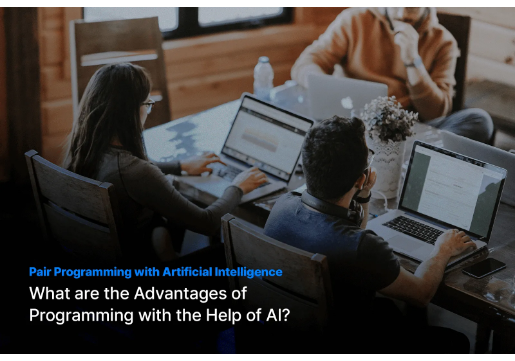 Pair Programming with Artificial Intelligence
What are the Advantages of
Programming with the Help of AI?